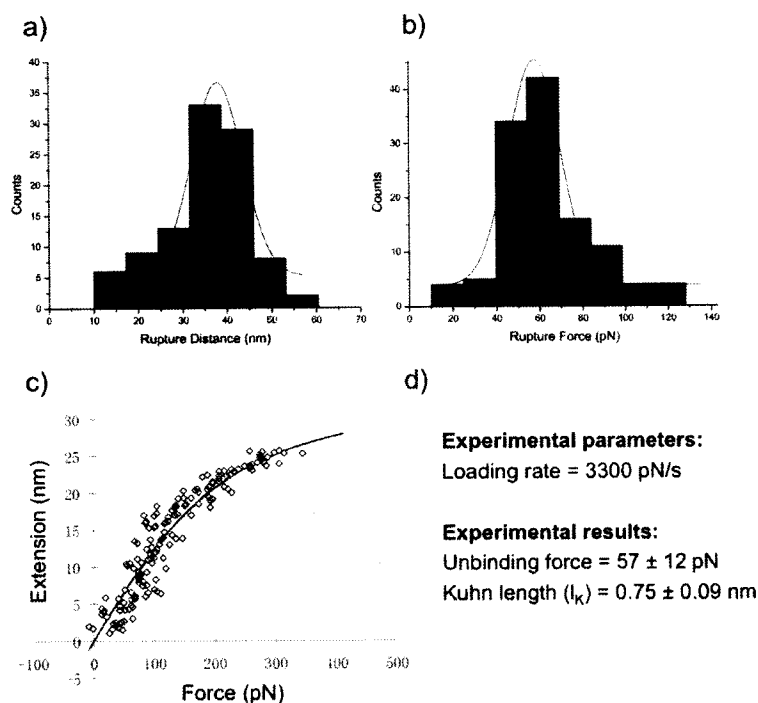 a)
40
35
30
25
20
15
10
5
0
Counts
0 10 20 30 40 50 60 70
Rupture Distance (nm)
b)
40
30
20
10
0
Counts
0 20 40 60 80 100 120 140
Rupture Force (pN)
c)
30
25
20
15
10
5
0
-5
Extension (nm)
-100 0 100 200 300 400 500
Force (pN)
d)
Experimental parameters:
Loading rate = 3300 pN/s
Experimental results:
Unbinding force = 57 ± 12 pN
Kuhn length (lK) = 0.75 ± 0.09 nm